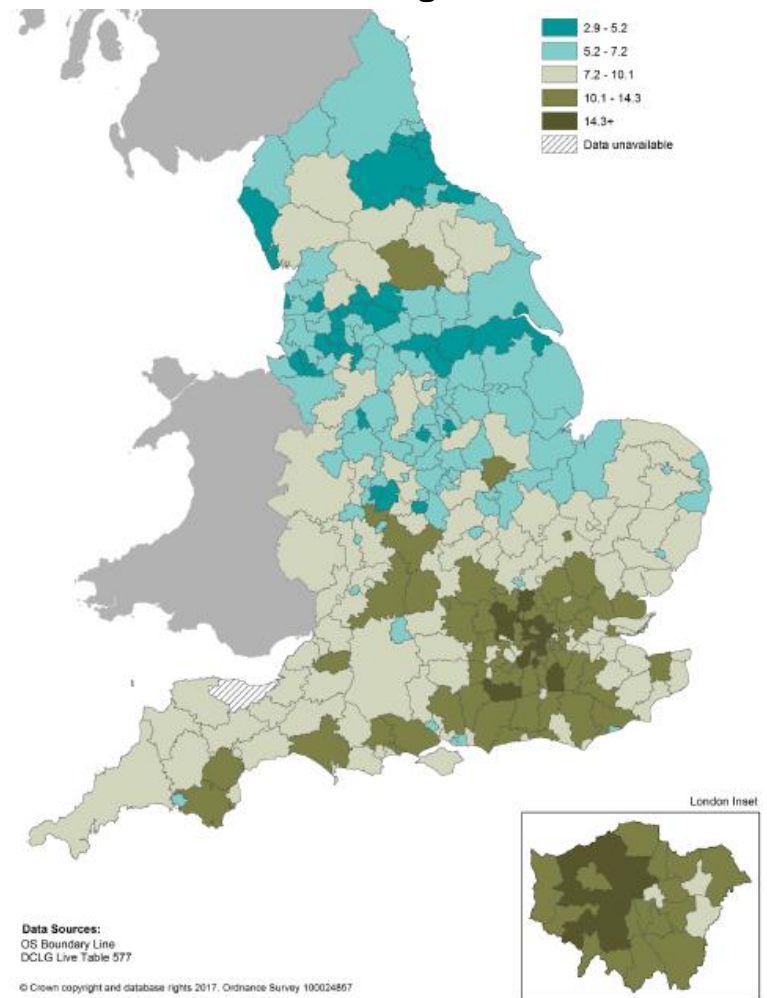 2.9 - 5.2
5.2 - 7.2
7.2 - 10.1
10.1 - 14.3
14.3+
Data unavailable
1
London Inset
Data Sources:
OS Boundary Line
DCLG Live Table 577
© Crown copyright and database rights 2017. Ordnance Survey 100024857